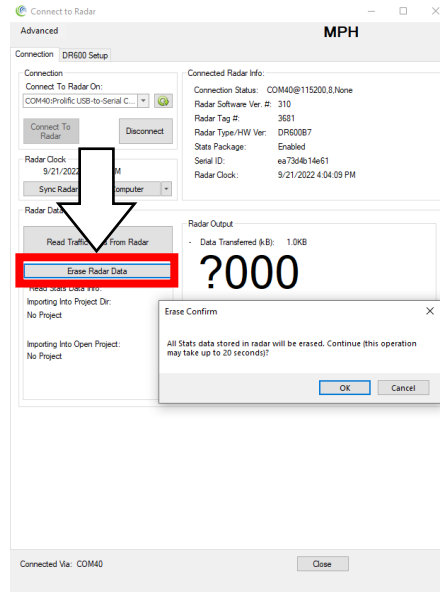 Connect to Radar
Advanced
MPH
Connection DR600 Setup
Connection
Connect To Radar On:
COM40:Prolific USB-to-Serial C...
Connect To
Radar
Disconnect
Connected Radar Info:
Connection Status: COM40@115200,8,None
Radar Software Ver. #: 310
Radar Tag #: 3681
Radar Type/HW Ver: DR600B7
Stats Package: Enabled
Serial ID: ea73d4b14e61
Radar Clock: 9/21/2022 4:04:09 PM
Radar Clock
9/21/2022 M
Sync Radar omputer
Radar Dat
Read Traffic s From Radar
Erase Radar Data
Read Stats Data Info:
Importing Into Project Dir:
No Project
Importing Into Open Project:
No Project
Radar Output
- Data Transferred (kB): 1.0KB
?000
Erase Confirm
All Stats data stored in radar will be erased. Continue (this operation
may take up to 20 seconds)?
OK Cancel
Connected Via: COM40
Close